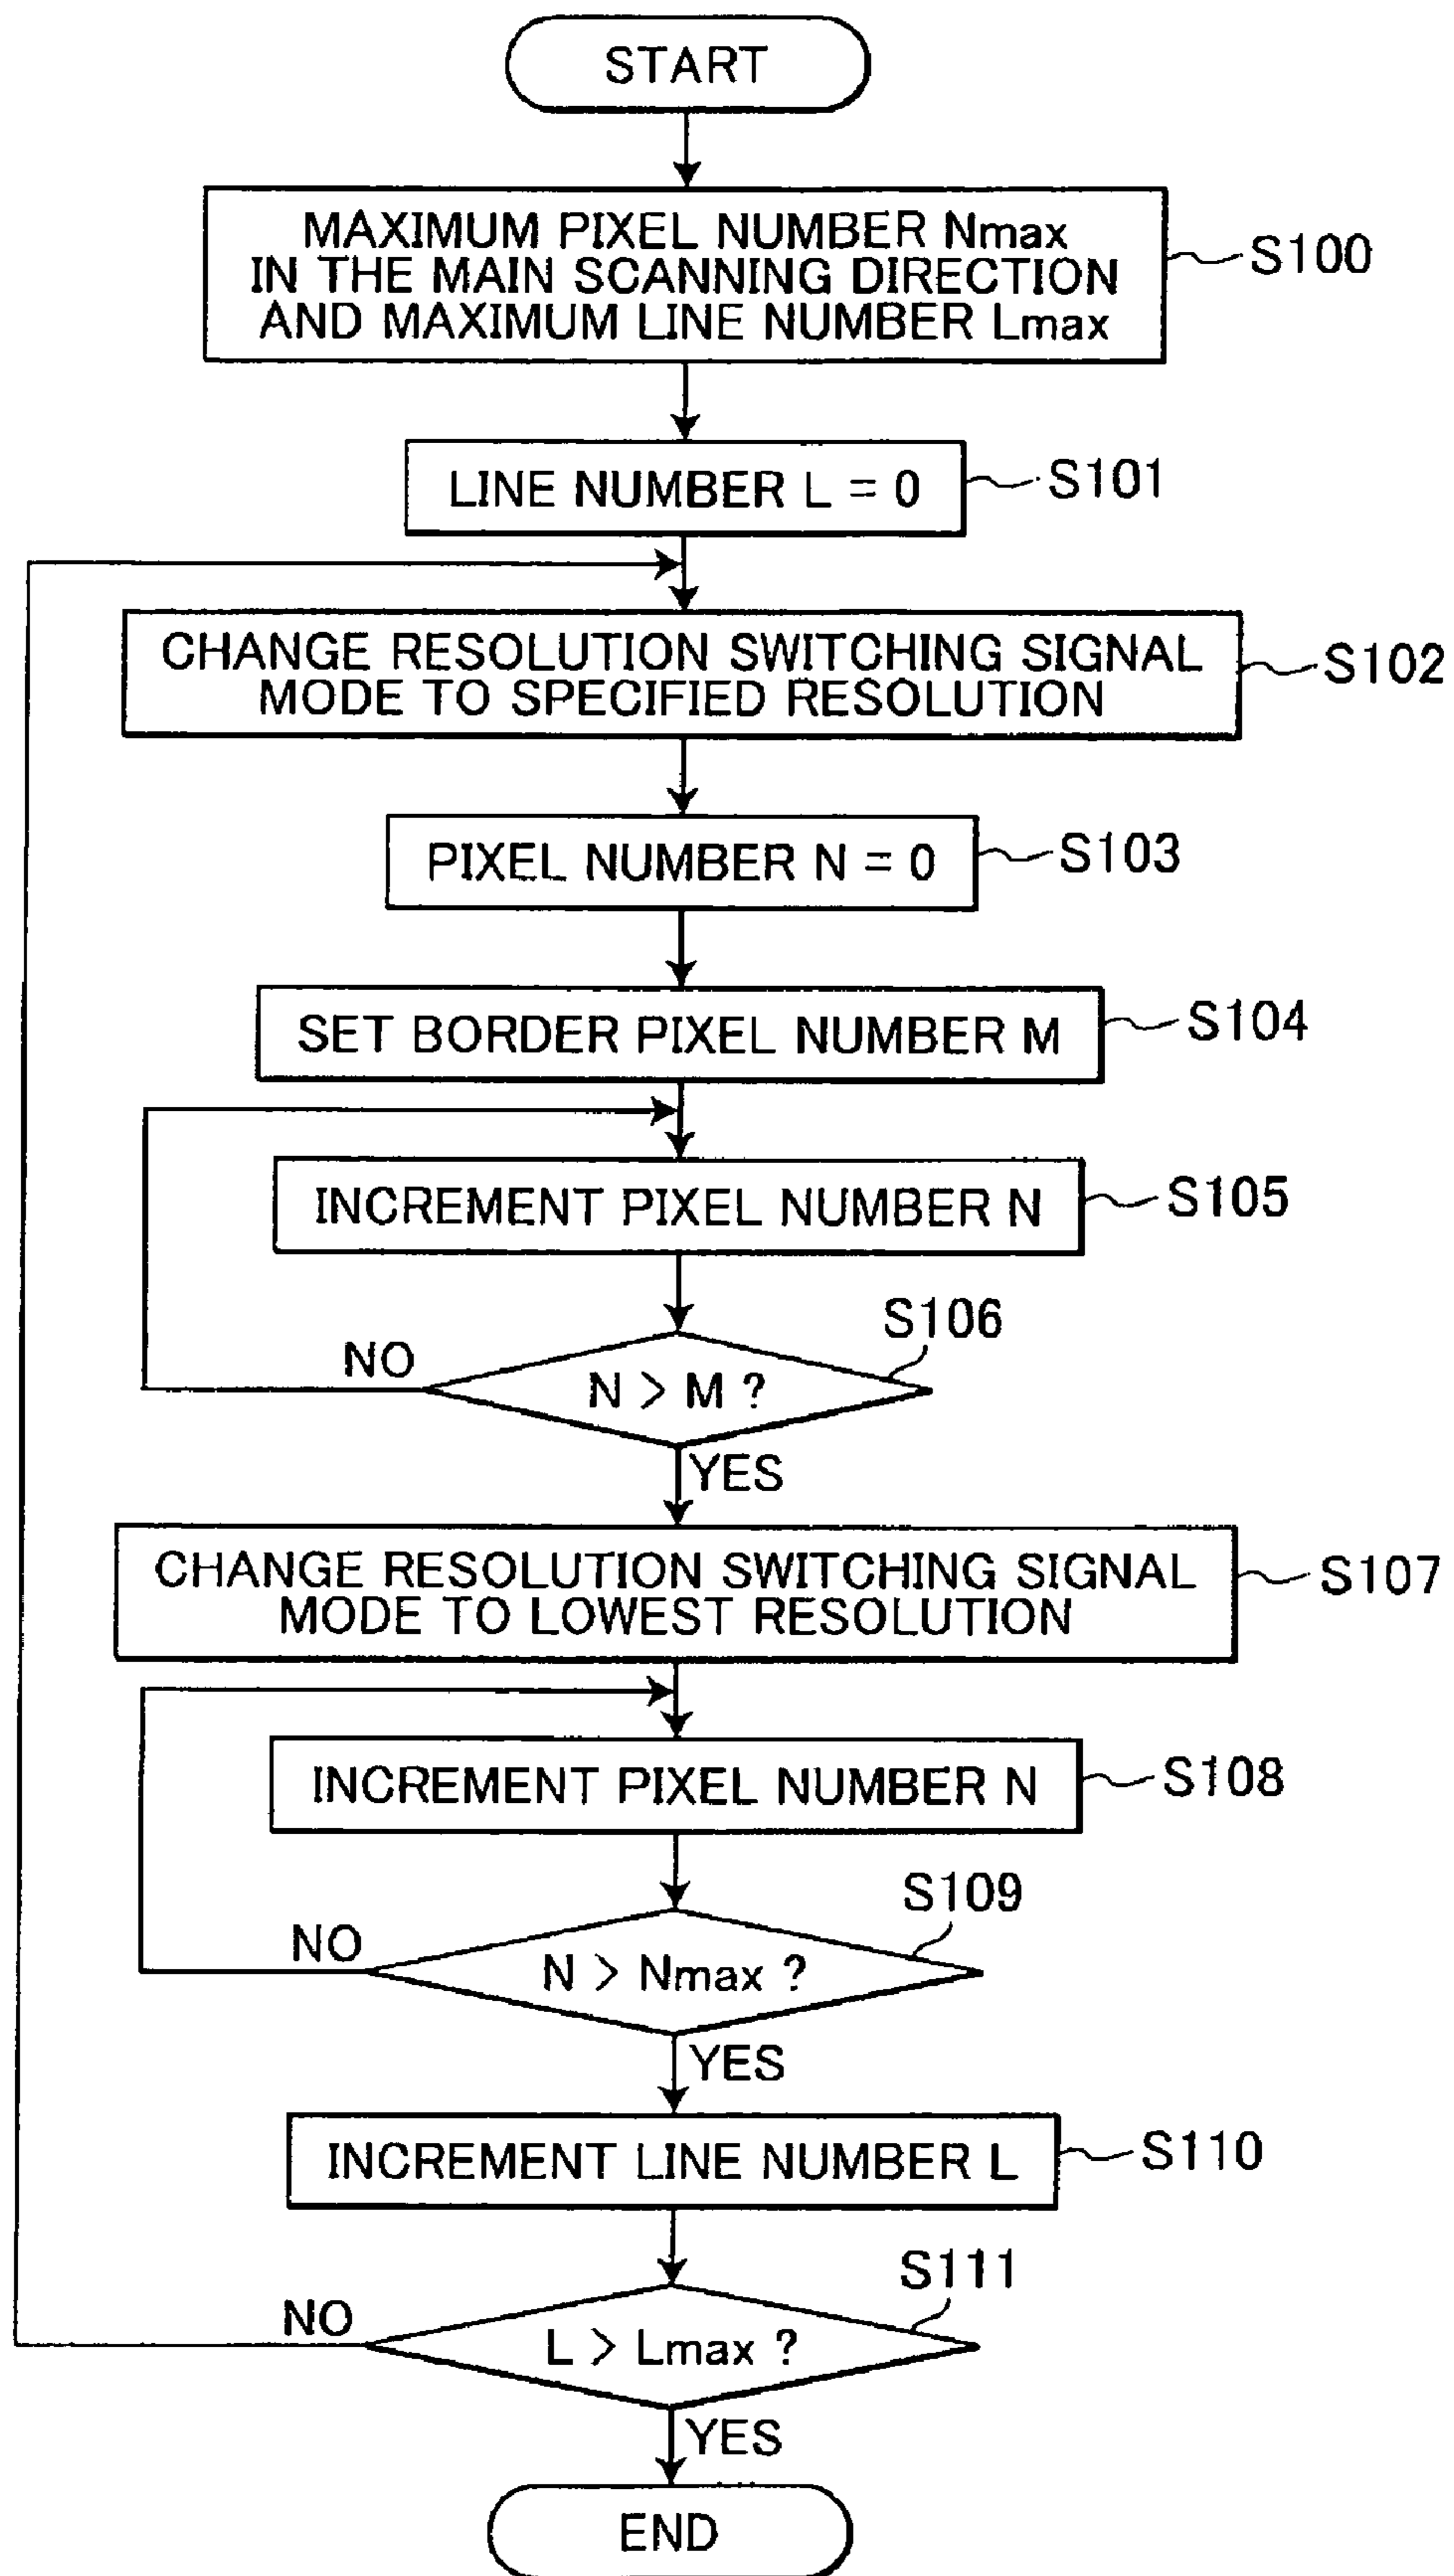 START
MAXIMUM PIXEL NUMBER Nmax
IN THE MAIN SCANNING DIRECTION
AND MAXIMUM LINE NUMBER Lmax
S100
LINE NUMBER L = 0
S101
CHANGE RESOLUTION SWITCHING SIGNAL
MODE TO SPECIFIED RESOLUTION
S102
PIXEL NUMBER N = 0
S103
SET BORDER PIXEL NUMBER M
S104
INCREMENT PIXEL NUMBER N
S105
S106
NO
N > M ?
YES
CHANGE RESOLUTION SWITCHING SIGNAL
MODE TO LOWEST RESOLUTION
S107
INCREMENT PIXEL NUMBER N
S108
S109
NO
N > Nmax ?
YES
INCREMENT LINE NUMBER L
S110
S111
NO
L > Lmax ?
YES
END